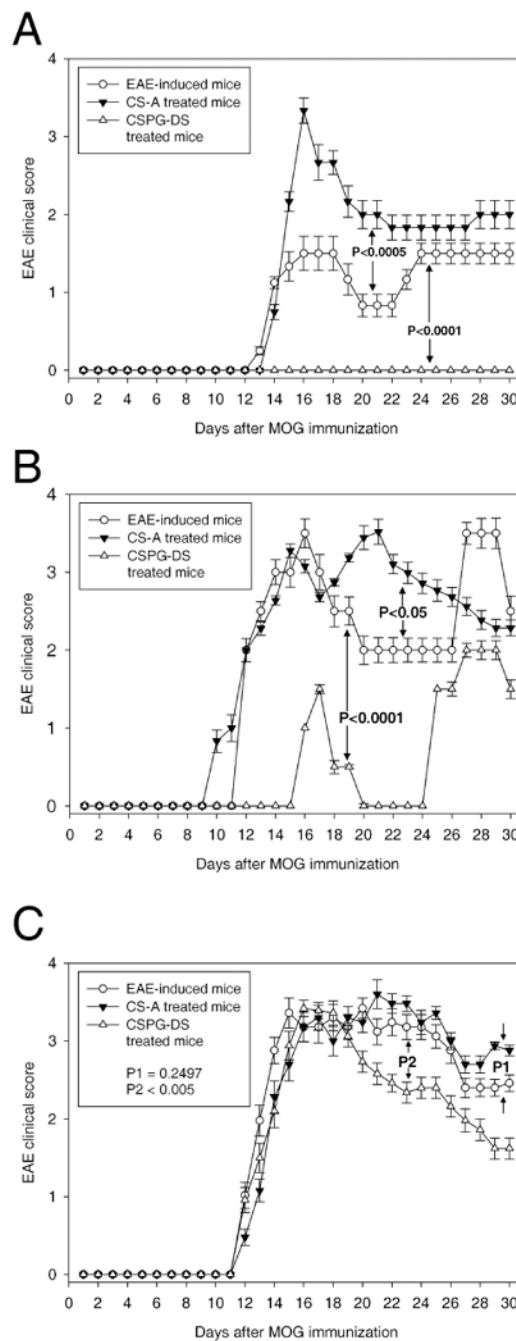 A
EAE-induced mice
CS-A treated mice
CSPG-DS
treated mice
4
3
2
1
0
EAE clinical score
P<0.0005
P<0.0001
0 2 4 6 8 10 12 14 16 18 20 22 24 26 28 30
Days after MOG immunization
B
EAE-induced mice
CS-A treated mice
CSPG-DS
treated mice
4
3
2
1
0
EAE clinical score
P<0.05
P<0.0001
0 2 4 6 8 10 12 14 16 18 20 22 24 26 28 30
Days after MOG immunization
C
EAE-induced mice
CS-A treated mice
CSPG-DS
treated mice
P1 = 0.2497
P2 < 0.005
4
3
2
1
0
EAE clinical score
P2
P1
0 2 4 6 8 10 12 14 16 18 20 22 24 26 28 30
Days after MOG immunization